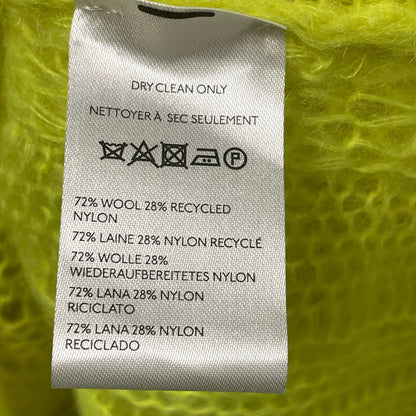 DRY CLEAN ONLY
NETTOYER À SEC SEULEMENT
P
72% WOOL 28% RECYCLED
NYLON
72% LAINE 28% NYLON RECYCLÉ
72% WOLLE 28%
WIEDERAUFBEREITETES NYLON
72% LANA 28% NYLON
RICICLATO
72% LANA 28% NYLON
RECICLADO